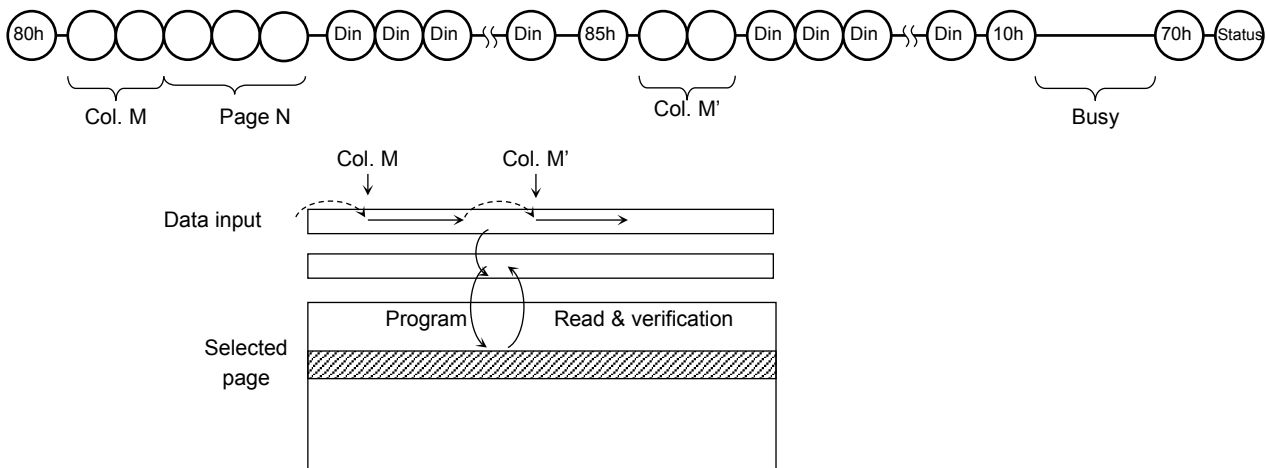 80h Din Din Din Din 85h Din Din Din Din 10h 70h Status
Col. M Page N Col. M’ Busy
Col. M Col. M’
Data input
Program Read & verification
Selected
page